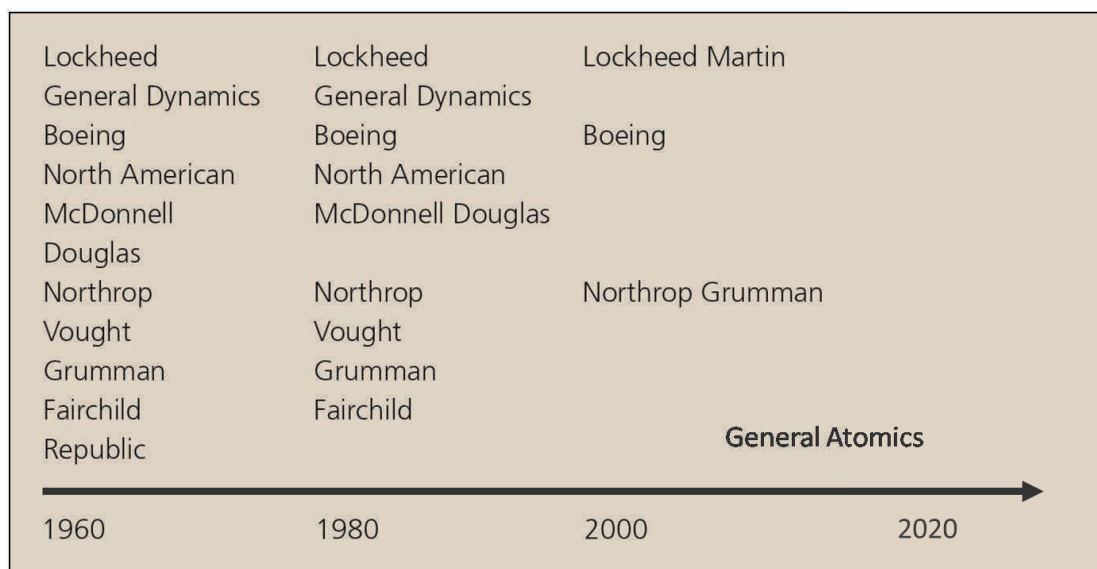 Lockheed Lockheed Lockheed Martin
General Dynamics General Dynamics
Boeing Boeing Boeing
North American North American
McDonnell McDonnell Douglas
Douglas
Northrop Northrop Northrop Grumman
Vought Vought
Grumman Grumman
Fairchild Fairchild
General Atomics
Republic
1960 1980 2000 2020